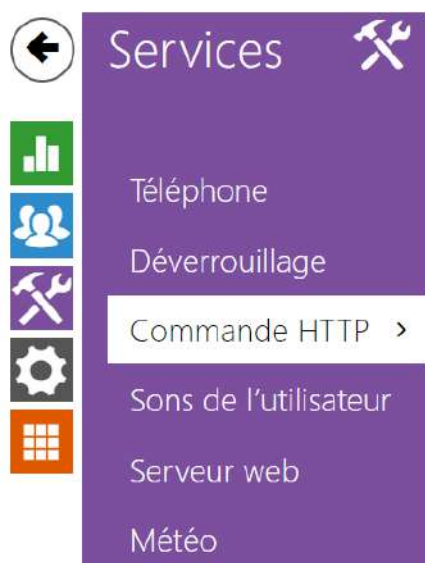 Services
Téléphone
Déverrouillage
Commande HTTP
Sons de l'utilisateur
Serveur web
Météo